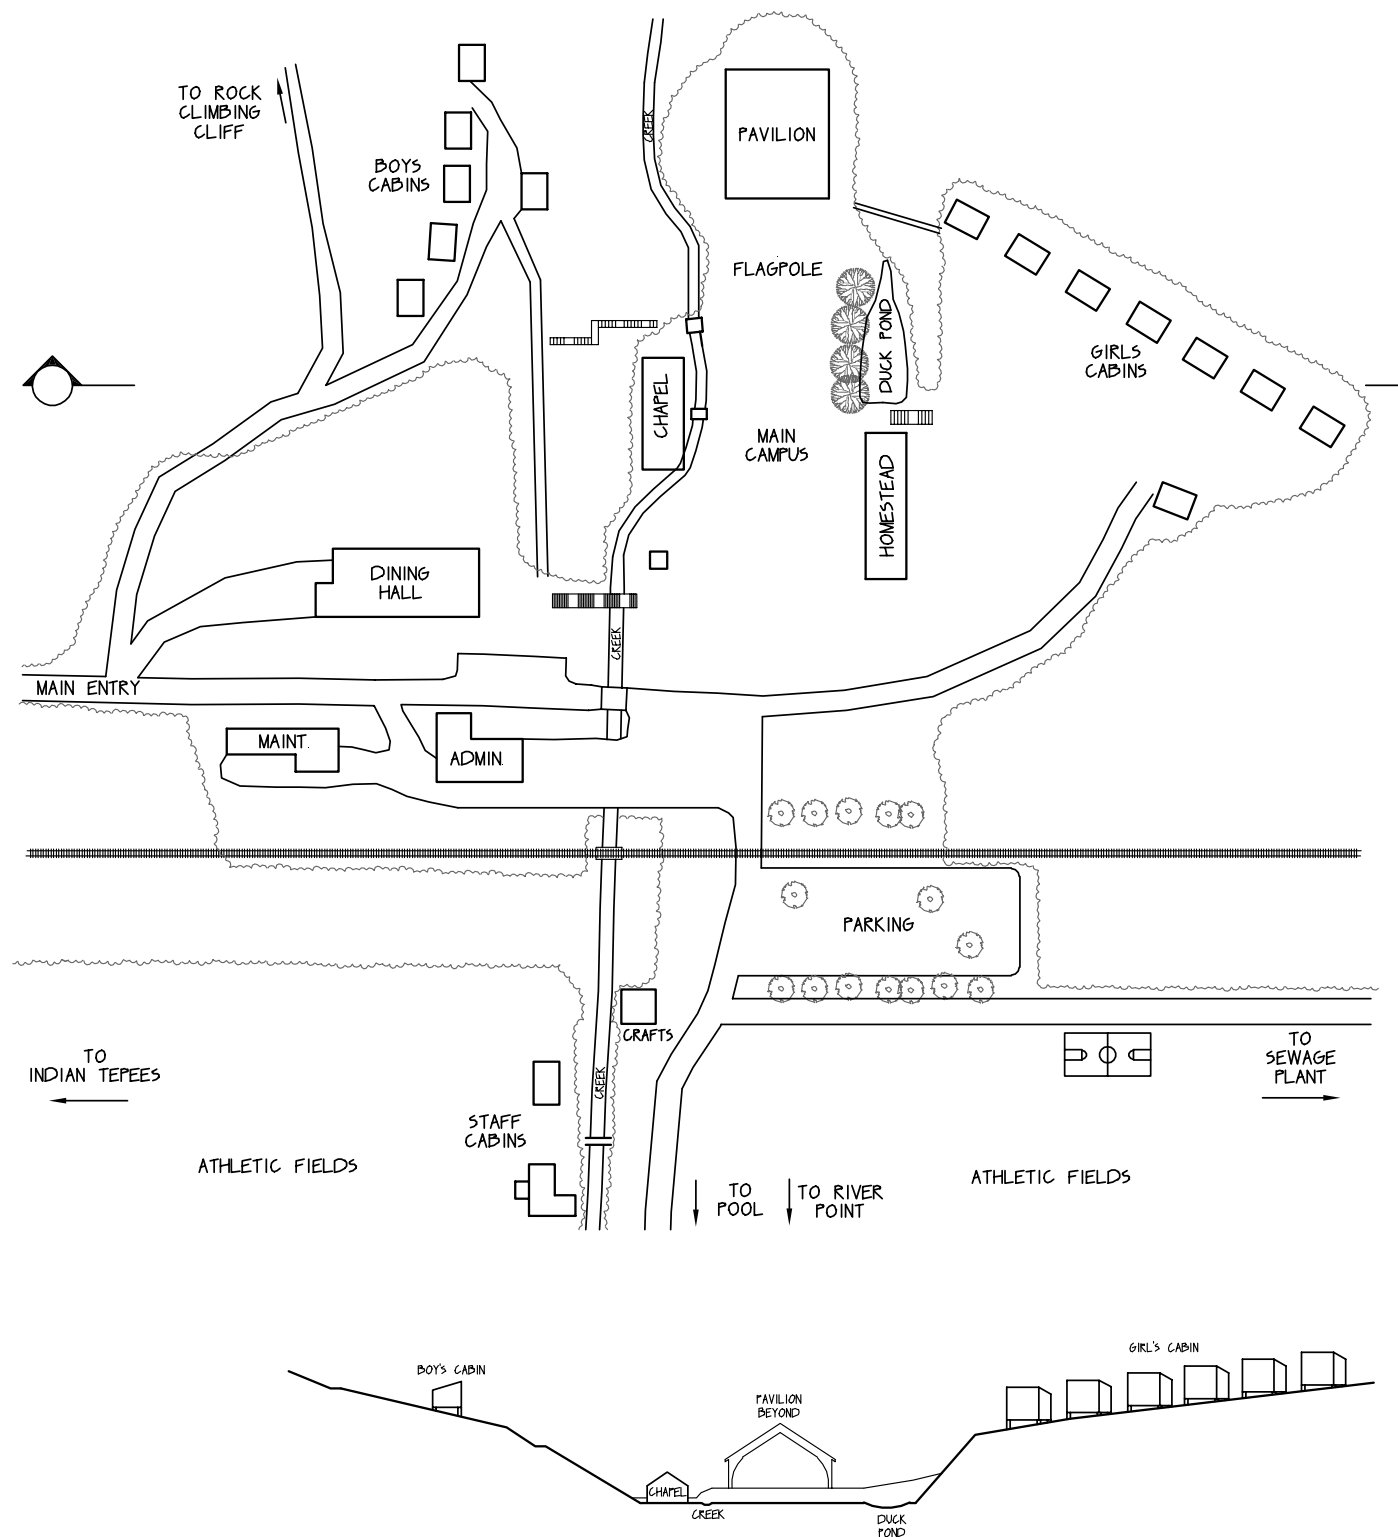 TO ROCK
CLIMBING
CLIFF
BOYS
CABINS
CREEK
PAVILION
FLAGPOLE
DUCK POND
GIRLS
CABINS
CHAPEL
MAIN
CAMPUS
HOMESTEAD
DINING
HALL
CREEK
MAIN ENTRY
MAINT.
ADMIN.
PARKING
CRAFTS
TO
INDIAN TEPEES
TO
SEWAGE
PLANT
CREEK
STAFF
CABINS
ATHLETIC FIELDS
ATHLETIC FIELDS
TO
POOL
TO RIVER
POINT
GIRL'S CABIN
BOY'S CABIN
PAVILION
BEYOND
CHAPEL
CREEK
DUCK
POND